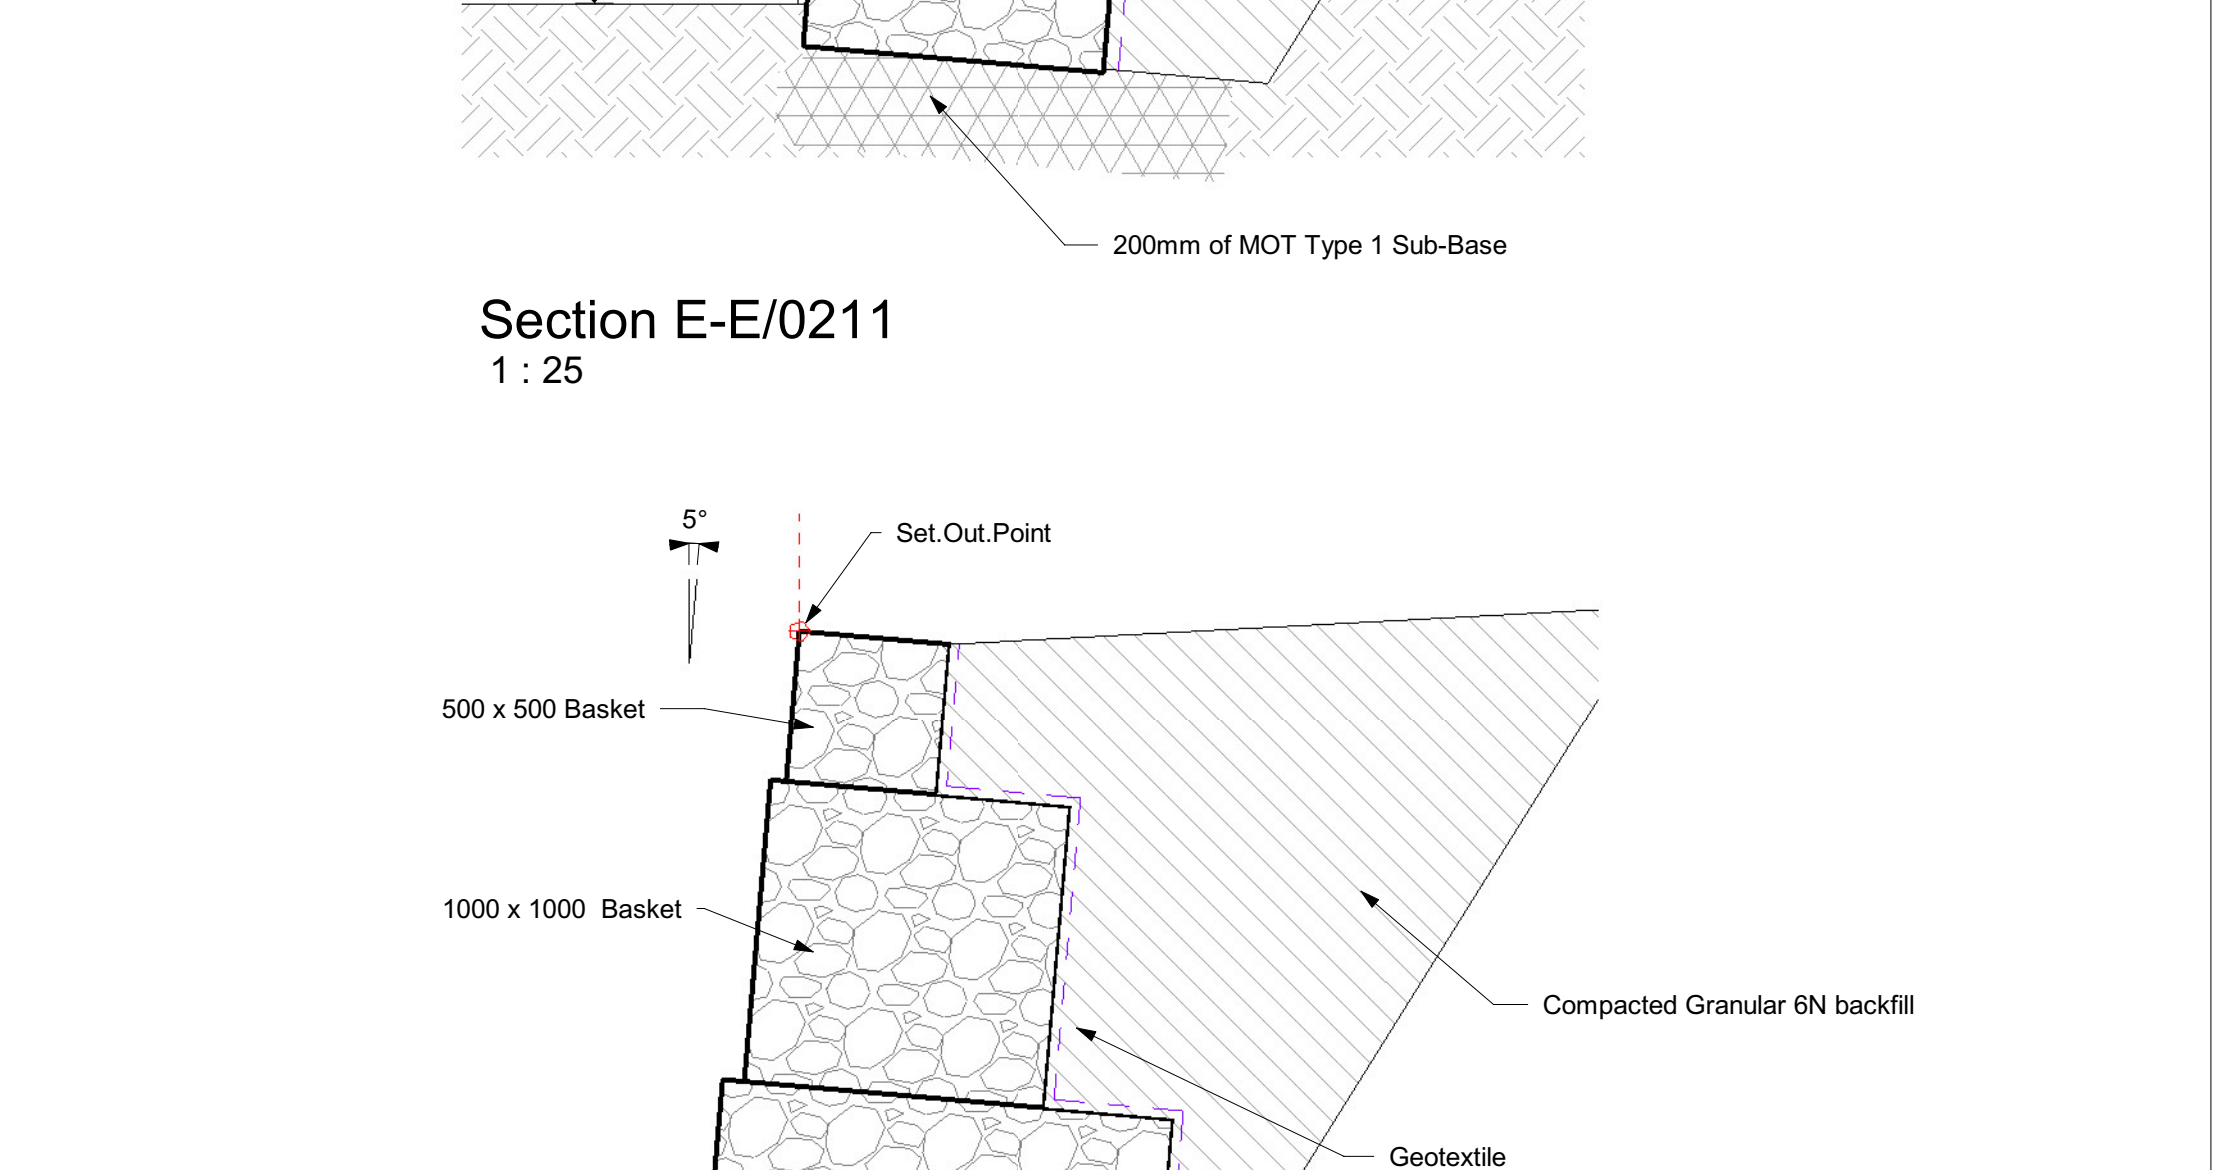 200mm of MOT Type 1 Sub-Base
Section E-E/0211
1 : 25
5°
Set.Out.Point
500 x 500 Basket
1000 x 1000  Basket
Compacted Granular 6N backfill
Geotextile